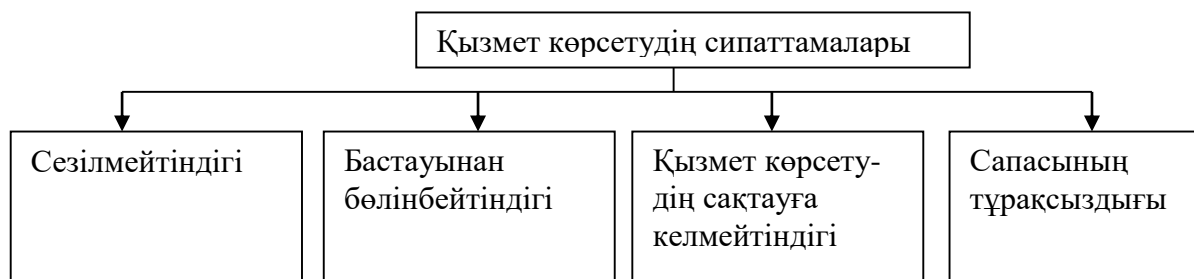 Қызмет көрсетудің сипаттамалары
Сезілмейтіндігі
Бастауынан
бөлінбейтіндігі
Қызмет көрсету-
дің сақтауға
келмейтіндігі
Сапасының
тұрақсыздығы